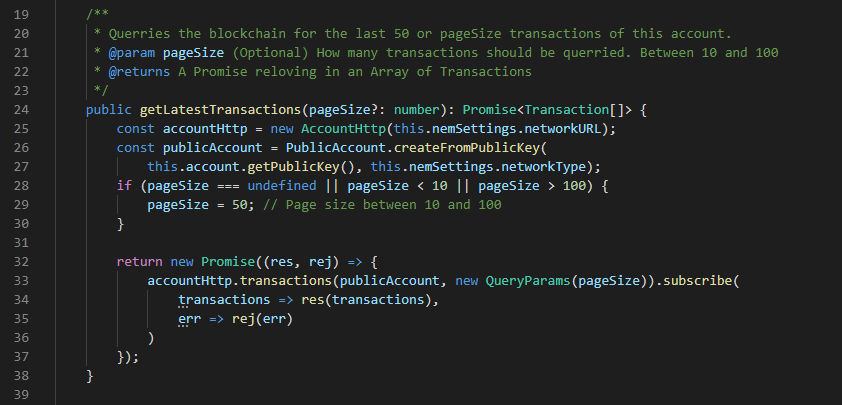 19 /**
20 * Querries the blockchain for the last 50 or pageSize transactions of this account.
21 * @param pageSize (Optional) How many transactions should be querried. Between 10 and 100
22 * @returns A Promise reloving in an Array of Transactions
23 */
24 public getLatestTransactions(pageSize?: number): Promise<Transaction[]> {
25 const accountHttp = new AccountHttp(this.nemSettings.networkURL);
26 const publicAccount = PublicAccount.createFromPublicKey(
27 this.account.getPublicKey(), this.nemSettings.networkType);
28 if (pageSize === undefined || pageSize < 10 || pageSize > 100) {
29 pageSize = 50; // Page size between 10 and 100
30 }
31
32 return new Promise((res, rej) => {
33 accountHttp.transactions(publicAccount, new QueryParams(pageSize)).subscribe(
34 transactions => res(transactions),
35 err => rej(err)
36 )
37 });
38 }
39